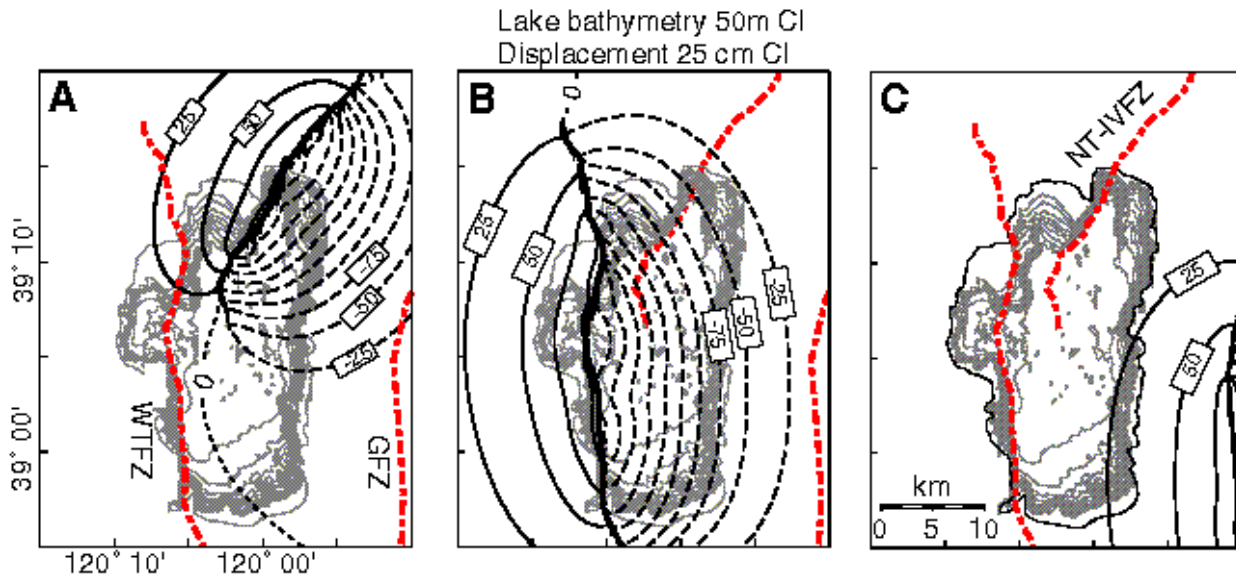 Lake bathymetry 50m CI
Displacement 25 cm CI
A
25
50
-75
-50
-25
0
WTFZ
GFZ
39° 10'
39° 00'
120° 10'
120° 00'
B
0
25
50
-75
-50
-25
C
NT-IVFZ
25
50
km
0 5 10